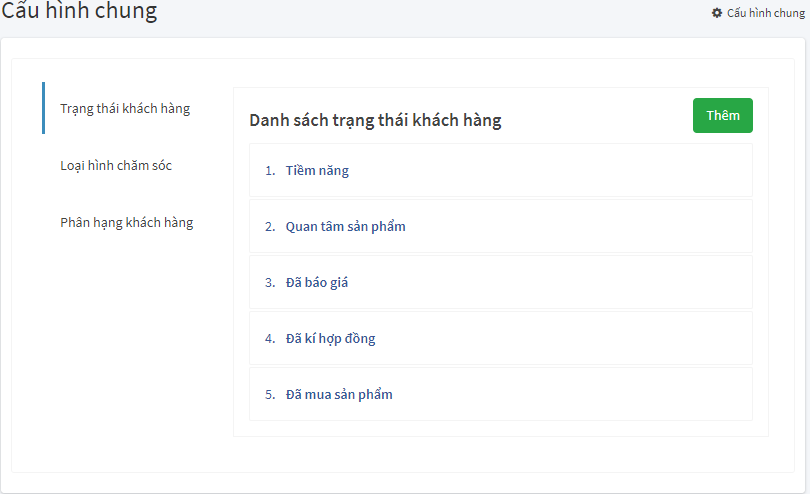 Cấu hình chung
Cấu hình chung
Trạng thái khách hàng
Loại hình chăm sóc
Phân hạng khách hàng
Danh sách trạng thái khách hàng
Thêm
1. Tiềm năng
2. Quan tâm sản phẩm
3. Đã báo giá
4. Đã kí hợp đồng
5. Đã mua sản phẩm